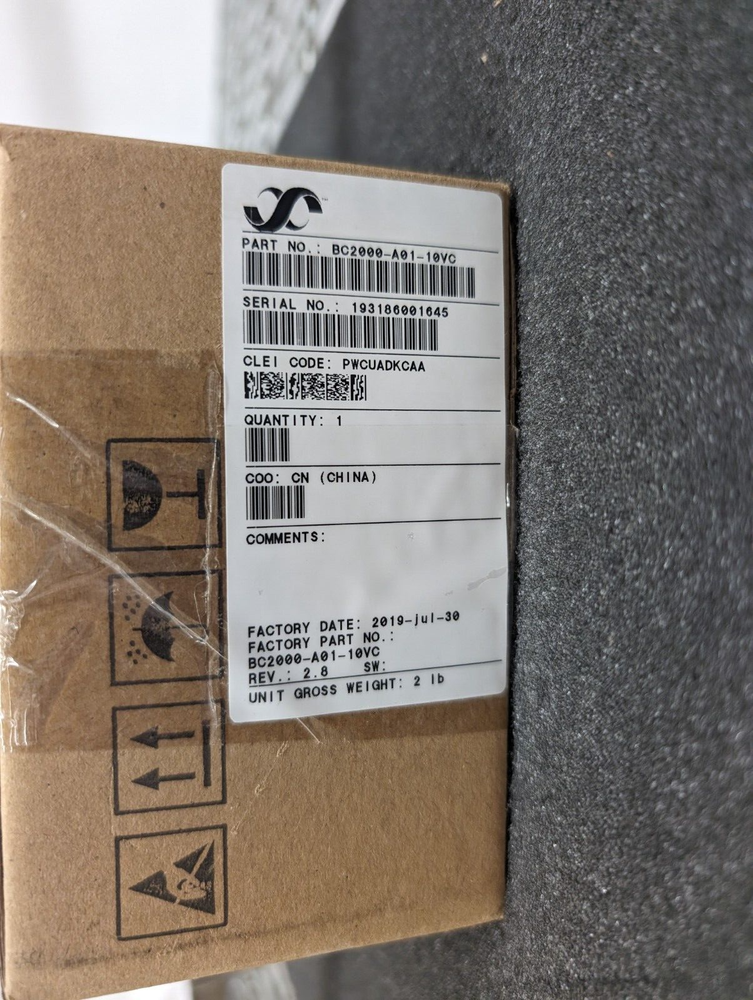 PART NO.: BC2000-A01-10VC
SERIAL NO.: 193186001645
CLEI CODE: PWCUADKCAA
QUANTITY: 1
COO: CN (CHINA)
COMMENTS:
FACTORY DATE: 2019-jul-30
FACTORY PART NO.:
BC2000-A01-10VC
REV.: 2.8 SW:
UNIT GROSS WEIGHT: 2 lb